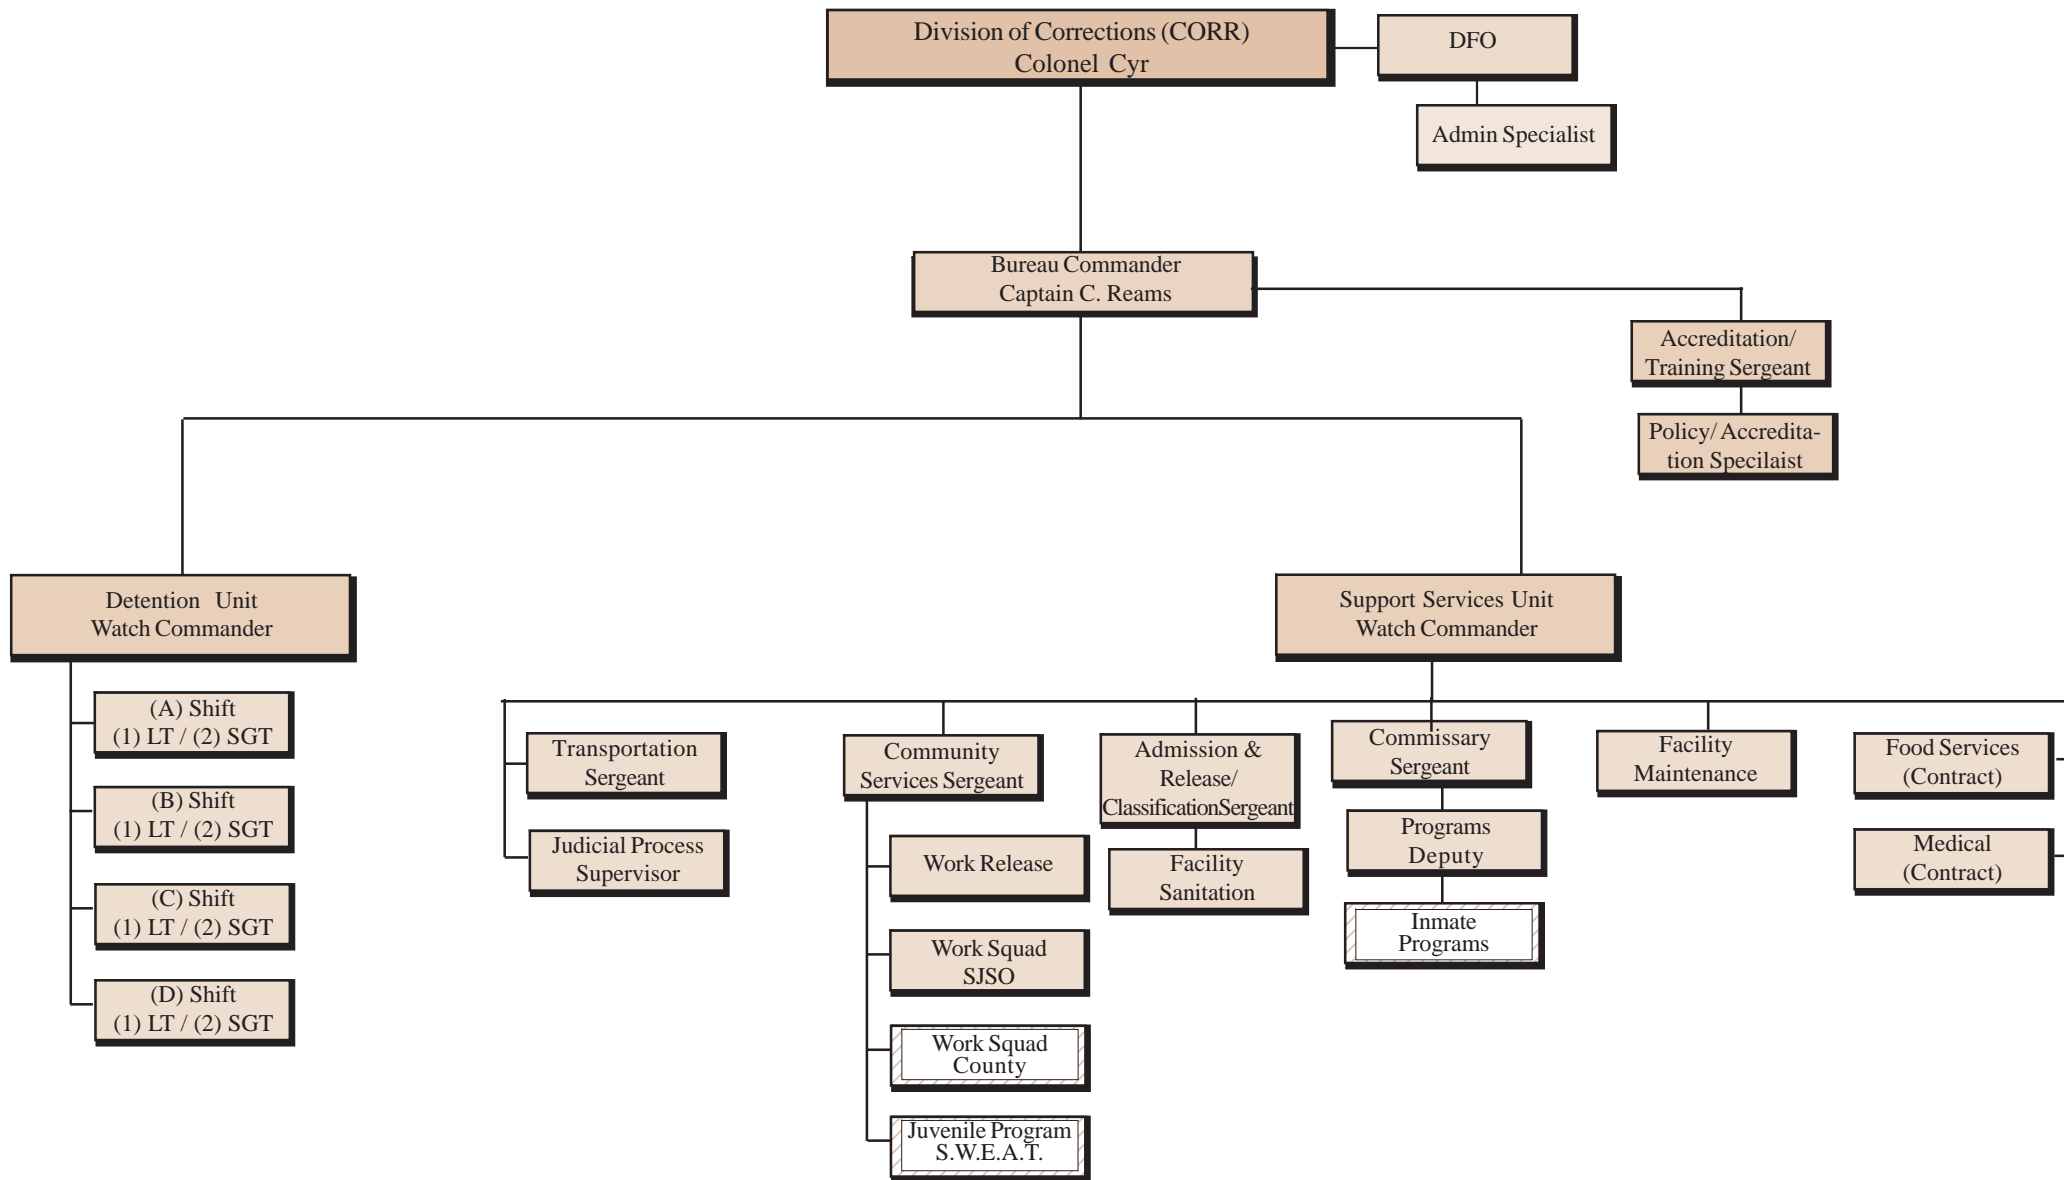 Division of Corrections (CORR)
Colonel Cyr
DFO
Admin Specialist
Bureau Commander
Captain C. Reams
Accreditation/
Training Sergeant
Policy/ Accredita-
tion Specilaist
Detention Unit
Watch Commander
(A) Shift
(1) LT / (2) SGT
(B) Shift
(1) LT / (2) SGT
(C) Shift
(1) LT / (2) SGT
(D) Shift
(1) LT / (2) SGT
Support Services Unit
Watch Commander
Transportation
Sergeant
Judicial Process
Supervisor
Community
Services Sergeant
Work Release
Work Squad
SJSO
Work Squad
County
Juvenile Program
S.W.E.A.T.
Admission &
Release/
ClassificationSergeant
Facility
Sanitation
Commissary
Sergeant
Programs
Deputy
Inmate
Programs
Facility
Maintenance
Food Services
(Contract)
Medical
(Contract)